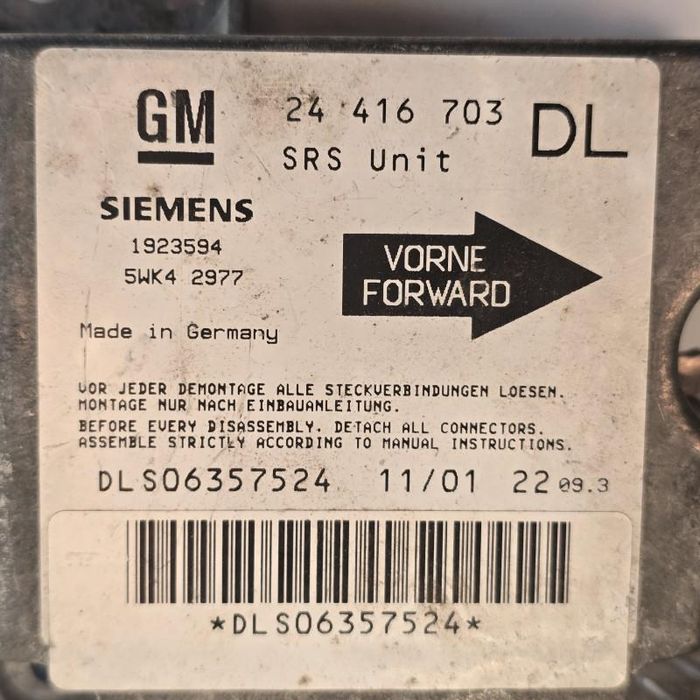 GM 24 416 703 DL
SRS Unit
SIEMENS
1923594
5WK4 2977
VORNE
FORWARD
Made in Germany
VOR JEDER DEMONTAGE ALLE STECKVERBINDUNGEN LOESEN.
MONTAGE NUR NACH EINBAUANLEITUNG.
BEFORE EVERY DISASSEMBLY. DETACH ALL CONNECTORS.
ASSEMBLE STRICTLY ACCORDING TO MANUAL INSTRUCTIONS.
DLS06357524 11/01 22 09.3
*DLS06357524*